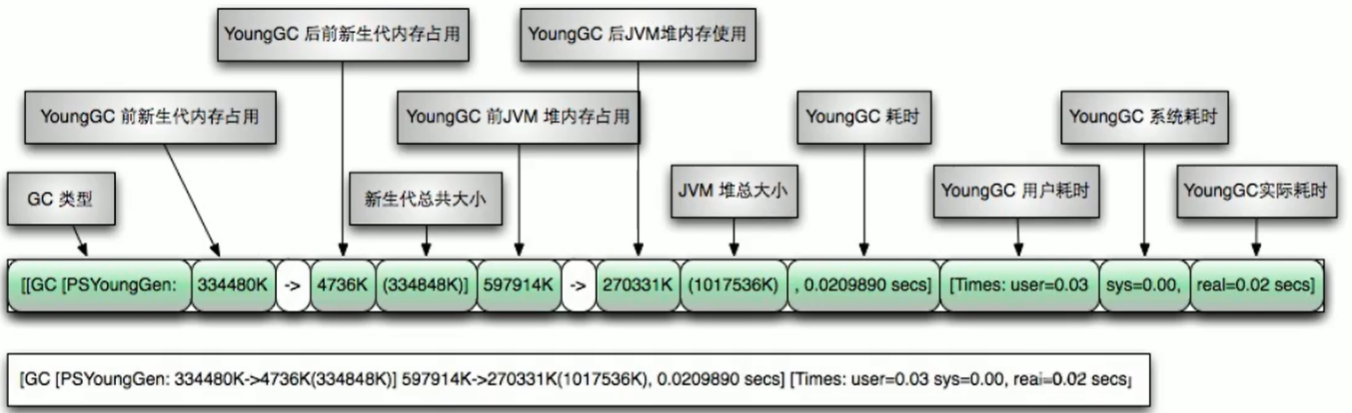 YoungGC 后前新生代内存占用
YoungGC 后JVM堆内存使用
YoungGC 前新生代内存占用
YoungGC 前JVM 堆内存占用
YoungGC 耗时
YoungGC 系统耗时
GC 类型
新生代总共大小
JVM 堆总大小
YoungGC 用户耗时
YoungGC实际耗时
[[GC [PSYoungGen: 334480K -> 4736K (334848K)] 597914K -> 270331K (1017536K) , 0.0209890 secs] [Times: user=0.03 sys=0.00, real=0.02 secs]
[GC [PSYoungGen: 334480K->4736K(334848K)] 597914K->270331K(1017536K), 0.0209890 secs] [Times: user=0.03 sys=0.00, real=0.02 secs]